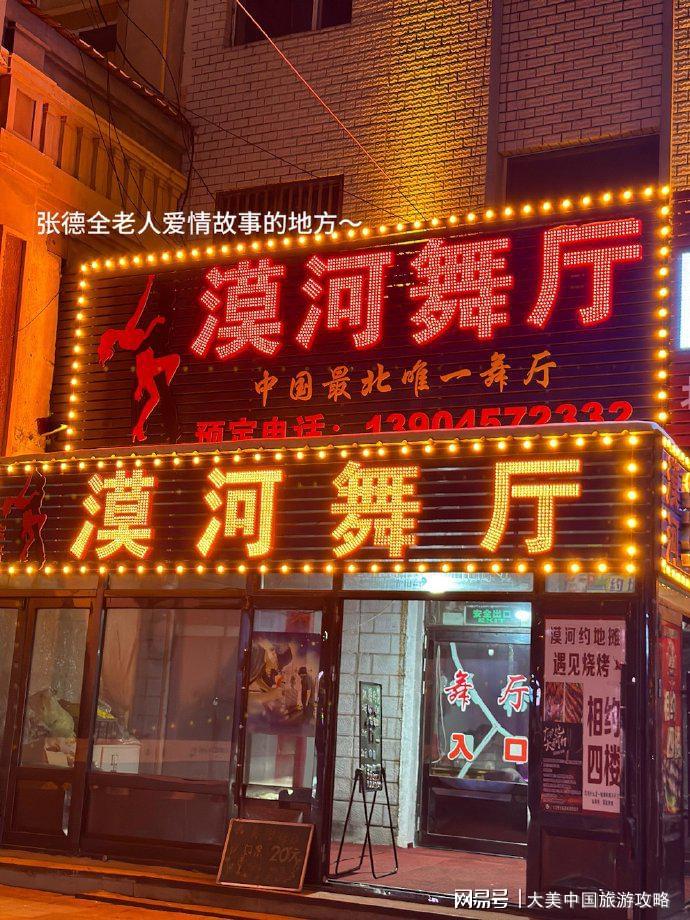 张德全老人爱情故事的地方～
漠河舞厅
中国最北唯一舞厅
预定电话：13904572332
漠河舞厅
安全出口
EXIT
漠河约地摊
遇见烧烤
相约
四楼
舞厅
入口
20元
网易号 | 大美中国旅游攻略